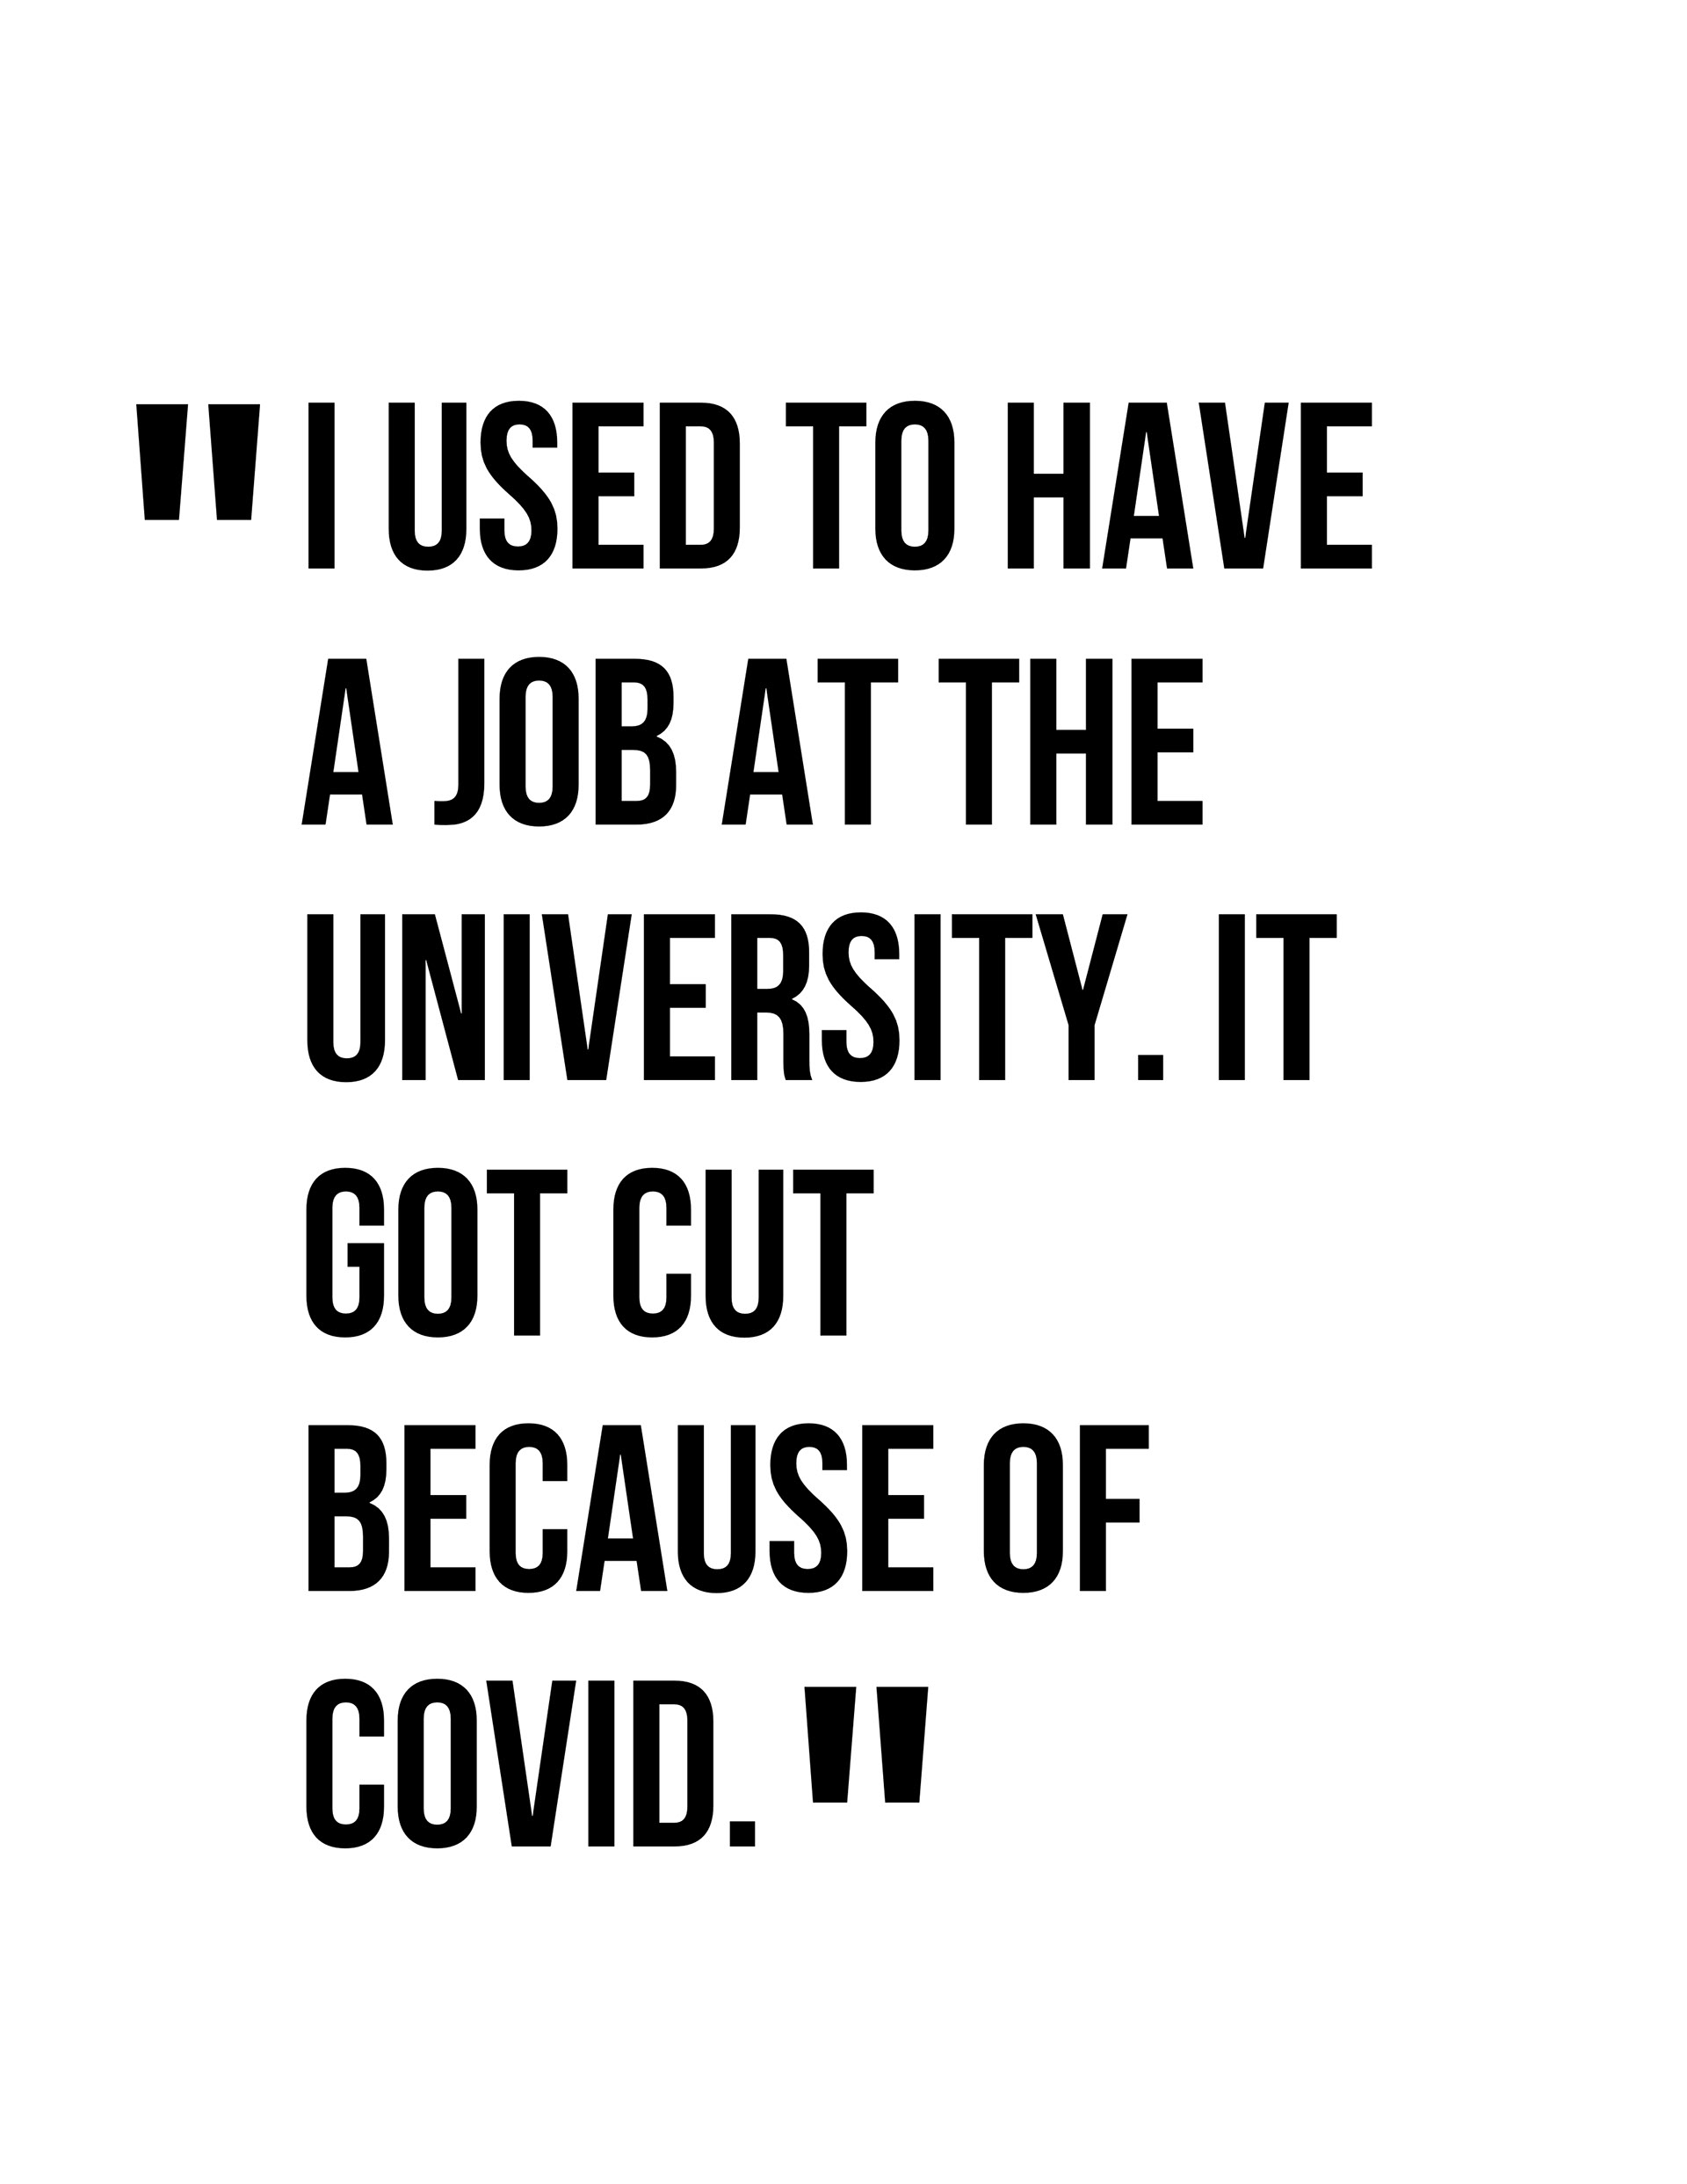 "I USED TO HAVE
A JOB AT THE
UNIVERSITY. IT
GOT CUT
BECAUSE OF
COVID."